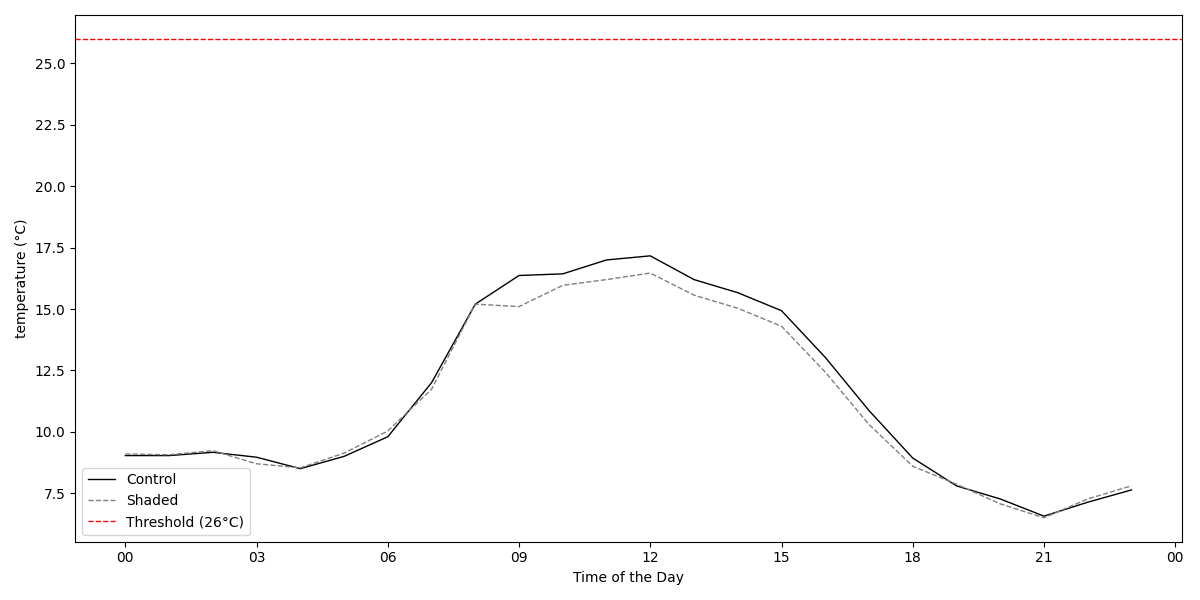 25.0
22.5
20.0
17.5
15.0
12.5
10.0
7.5
temperature (°C)
Control
Shaded
Threshold (26°C)
00 03 06 09 12 15 18 21 00
Time of the Day